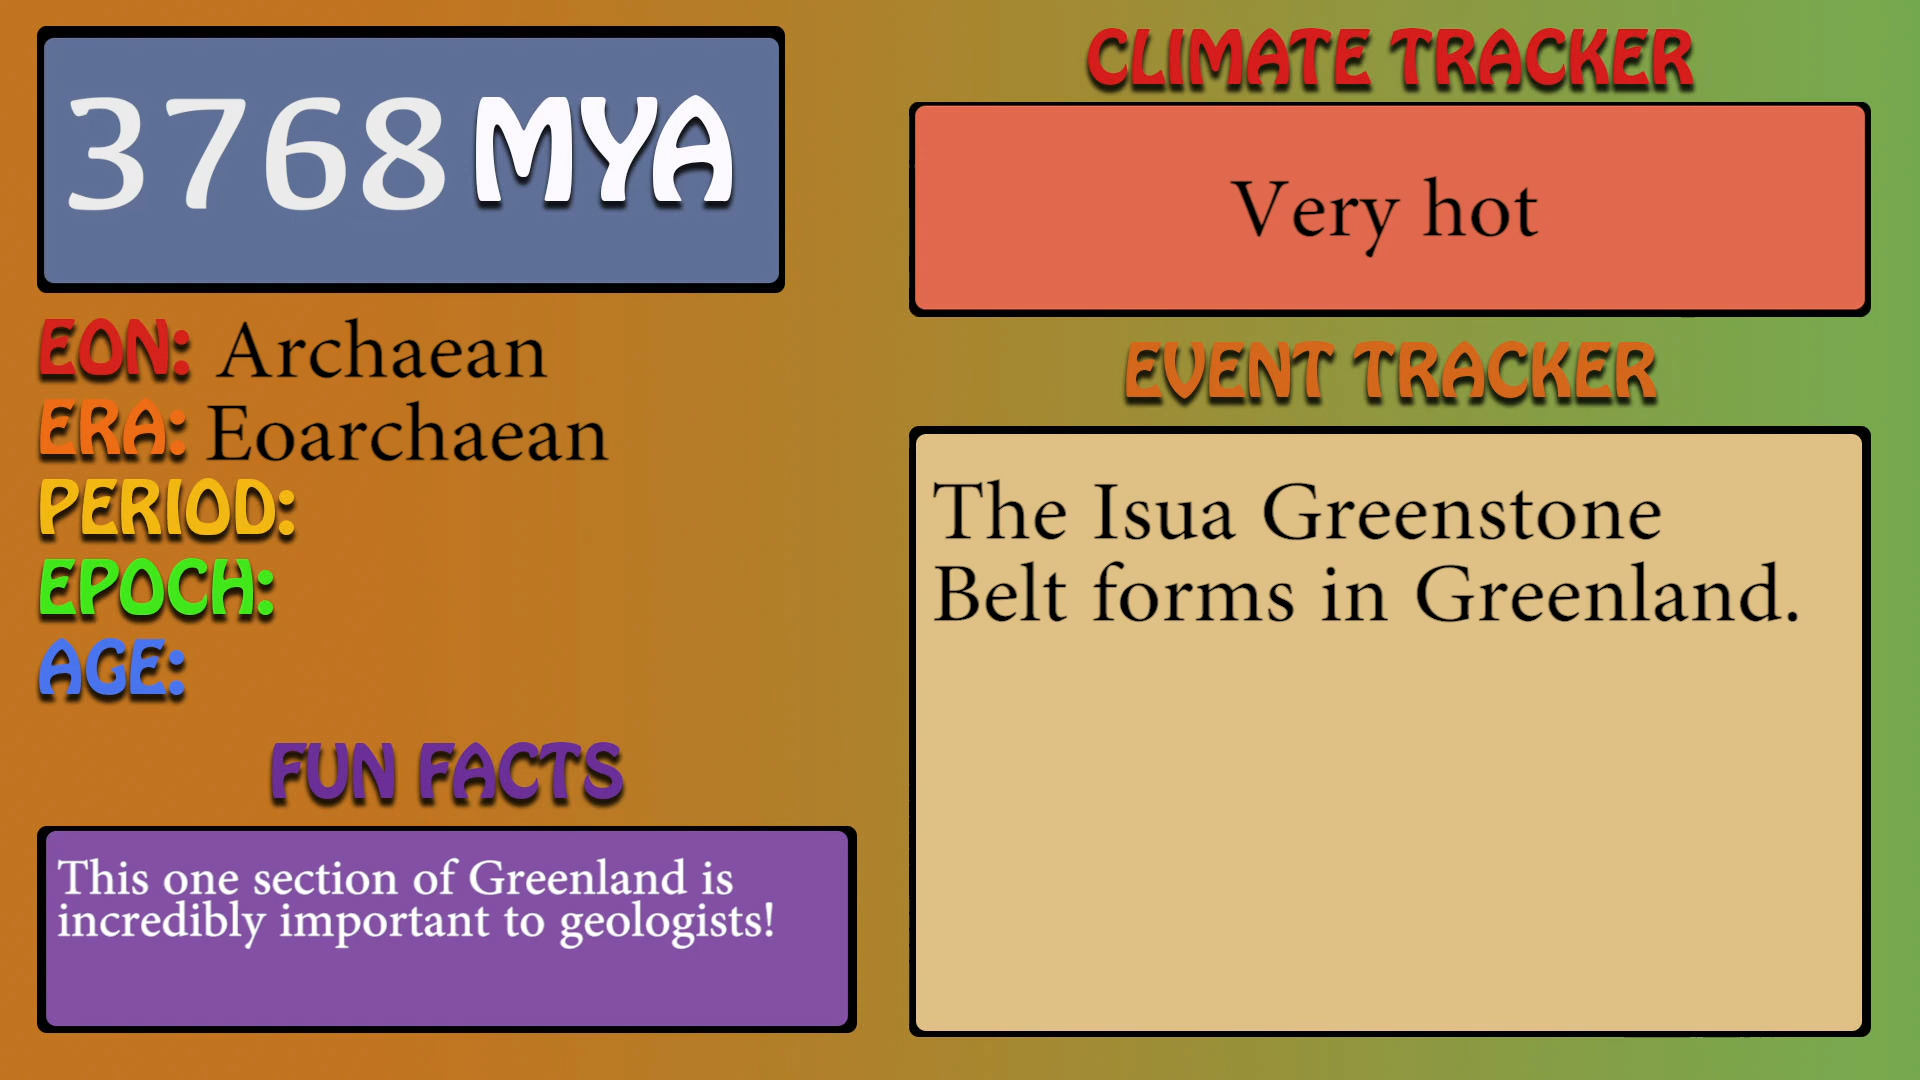 3768 MYA
EON: Archaean
ERA: Eoarchaean
PERIOD:
EPOCH:
AGE:
FUN FACTS
This one section of Greenland is
incredibly important to geologists!
CLIMATE TRACKER
Very hot
EVENT TRACKER
The Isua Greenstone
Belt forms in Greenland.